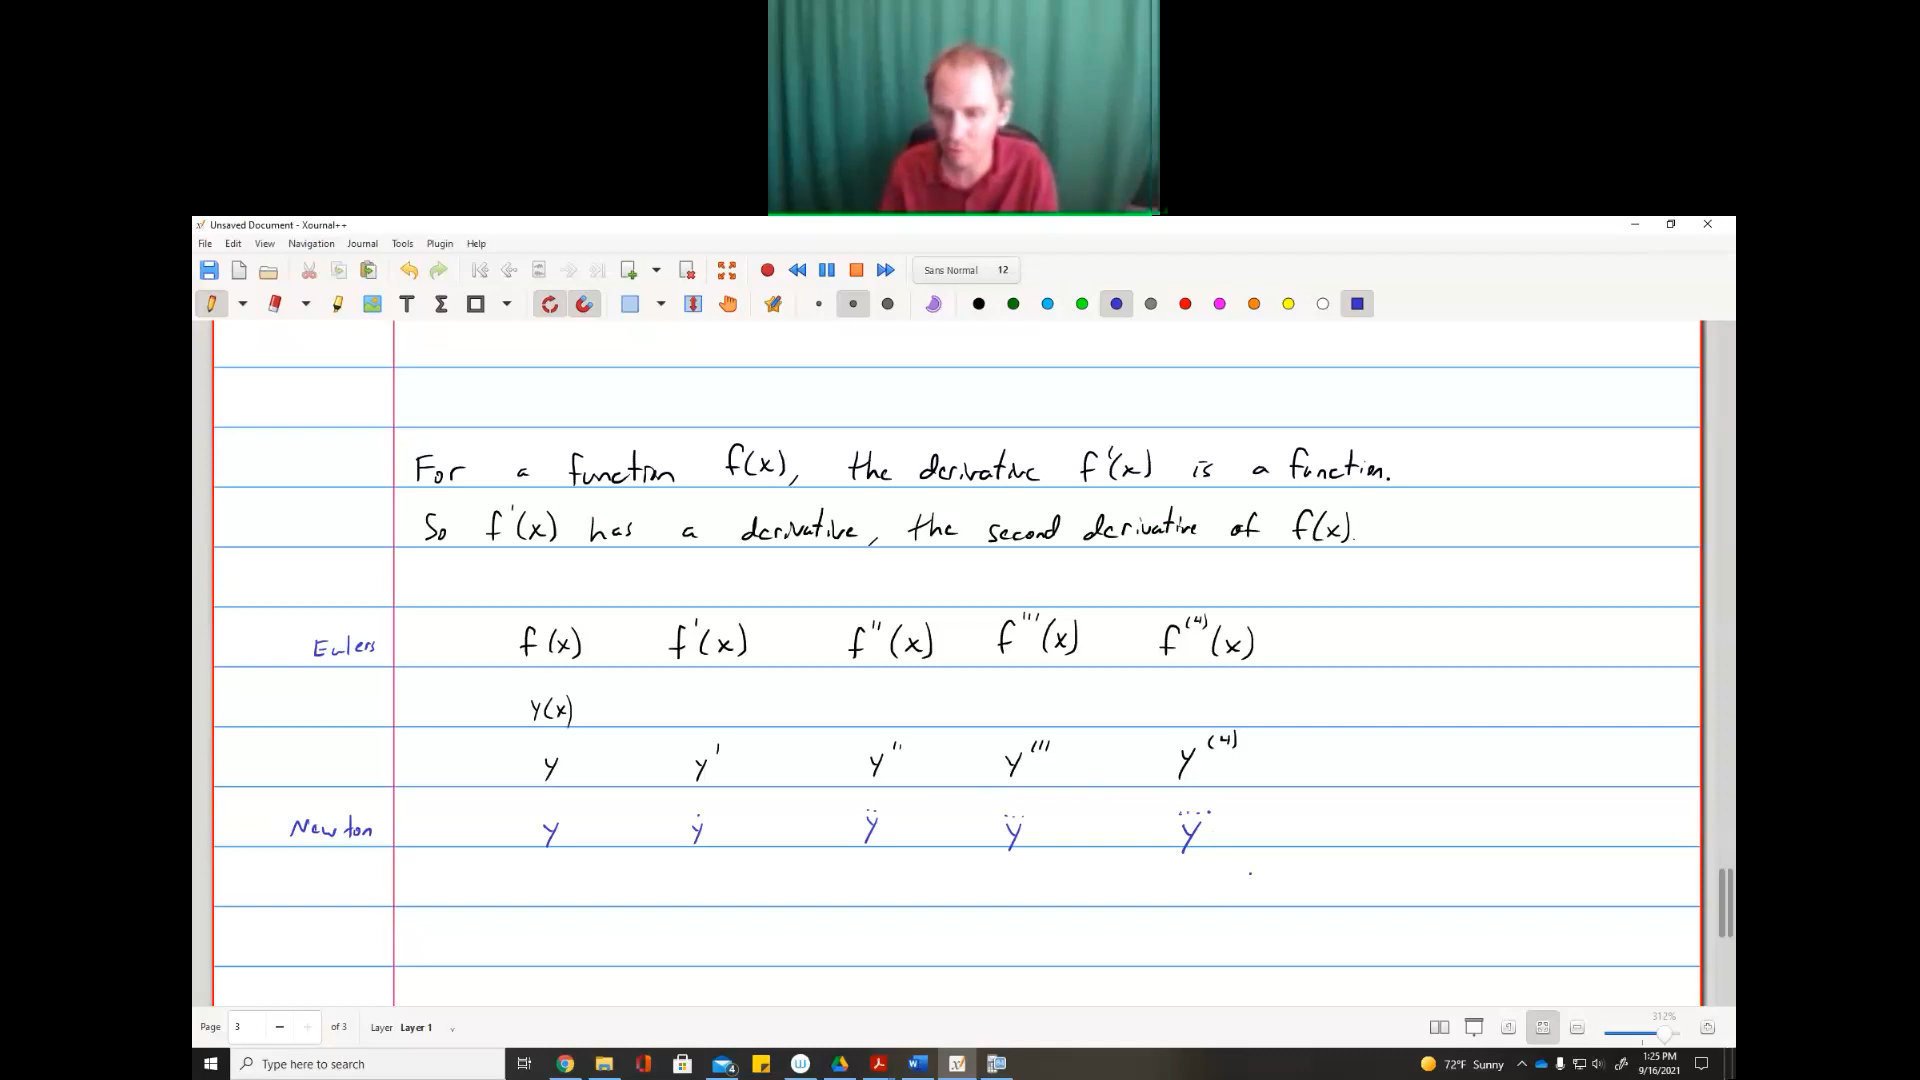 Unsaved Document - Xournal++
File Edit View Navigation Journal Tools Plugin Help
Sans Normal 12
For a function f(x), the derivative f'(x) is a function.
So f'(x) has a derivative, the second derivative of f(x).
Eulers f(x) f'(x) f''(x) f'''(x) f⁽⁴⁾(x)
y(x)
y y' y'' y''' y⁽⁴⁾
Newton y ẏ ÿ y⃛ y⃜
Page 3 of 3 Layer Layer 1 312%
Type here to search 4 72°F Sunny 1:25 PM
9/16/2021